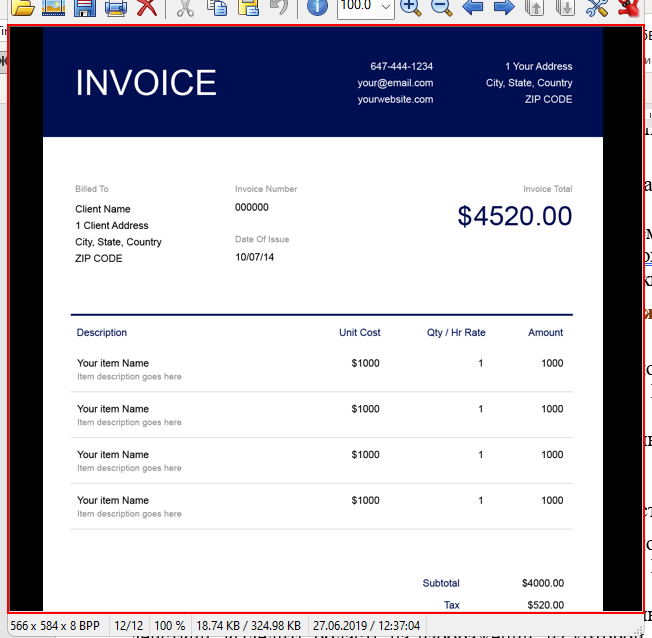 100.0
INVOICE
647-444-1234
your@email.com
yourwebsite.com
1 Your Address
City, State, Country
ZIP CODE
Billed To
Client Name
1 Client Address
City, State, Country
ZIP CODE
Invoice Number
000000
Date Of Issue
10/07/14
Invoice Total
$4520.00
Description Unit Cost Qty / Hr Rate Amount
Your item Name $1000 1 1000
Item description goes here
Your item Name $1000 1 1000
Item description goes here
Your item Name $1000 1 1000
Item description goes here
Your item Name $1000 1 1000
Item description goes here
Subtotal $4000.00
Tax $520.00
566 x 584 x 8 BPP 12/12 100 % 18.74 KB / 324.98 KB 27.06.2019 / 12:37:04